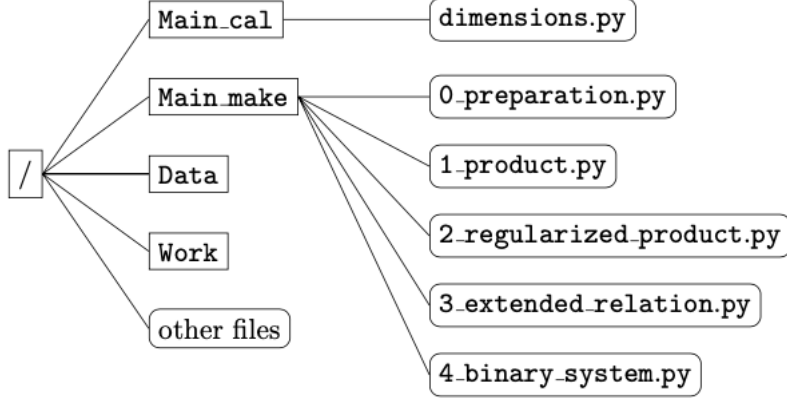 Main_cal
dimensions.py
Main_make
0_preparation.py
1_product.py
/
Data
2_regularized_product.py
Work
3_extended_relation.py
other files
4_binary_system.py